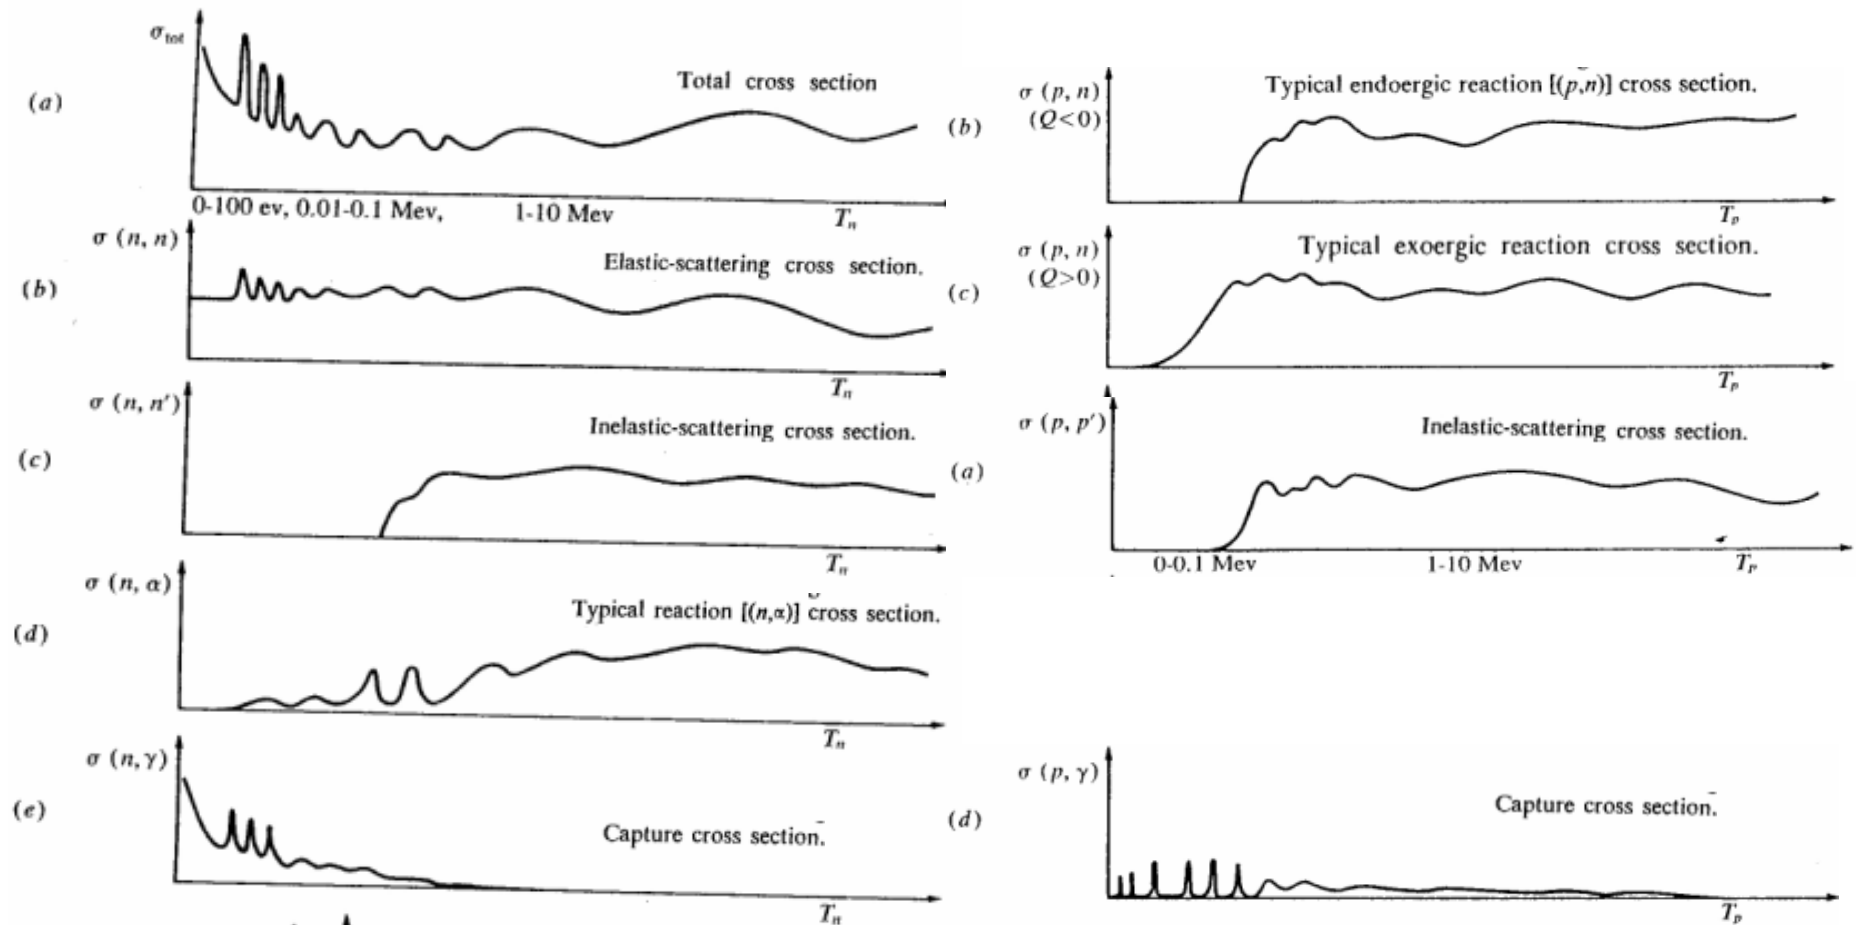 (a)
σtot
Total cross section
0-100 ev, 0.01-0.1 Mev,
1-10 Mev
Tn
(b)
σ (n, n)
Elastic-scattering cross section.
Tn
(c)
σ (n, n′)
Inelastic-scattering cross section.
Tn
(d)
σ (n, α)
Typical reaction [(n,α)] cross section.
Tn
(e)
σ (n,γ)
Capture cross section.
Tn
(b)
σ (p, n)
(Q<0)
Typical endoergic reaction [(p,n)] cross section.
Tp
(c)
σ (p, n)
(Q>0)
Typical exoergic reaction cross section.
Tp
(a)
σ (p, p′)
Inelastic-scattering cross section.
0-0.1 Mev
1-10 Mev
Tp
(d)
σ (p, γ)
Capture cross section.
Tp